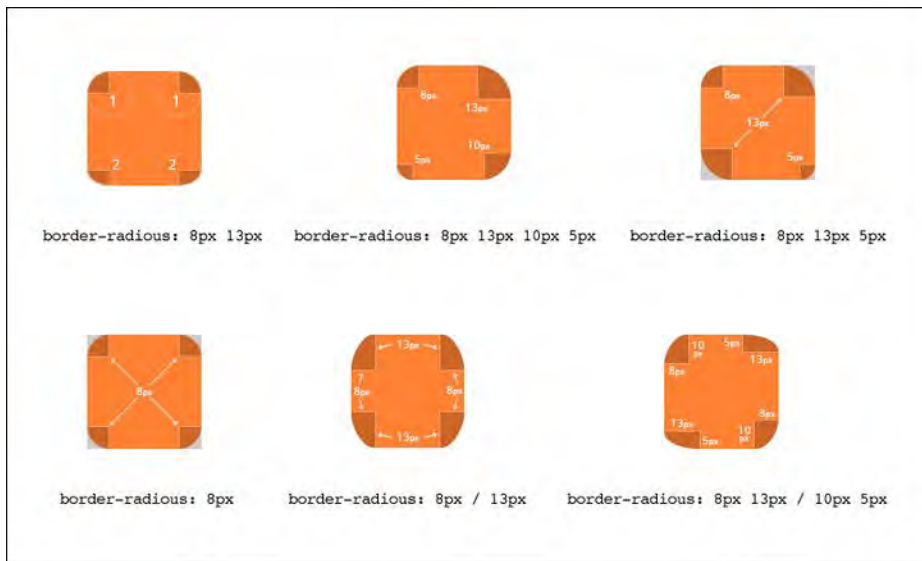 1 1
2 2
border-radious: 8px 13px
8px
13px
10px
5px
border-radious: 8px 13px 10px 5px
8px
13px
5px
border-radious: 8px 13px 5px
8px
border-radious: 8px
13px
8px 8px
13px
border-radious: 8px / 13px
10 5px
px
8px 13px
13px 8px
5px 10
px
border-radious: 8px 13px / 10px 5px